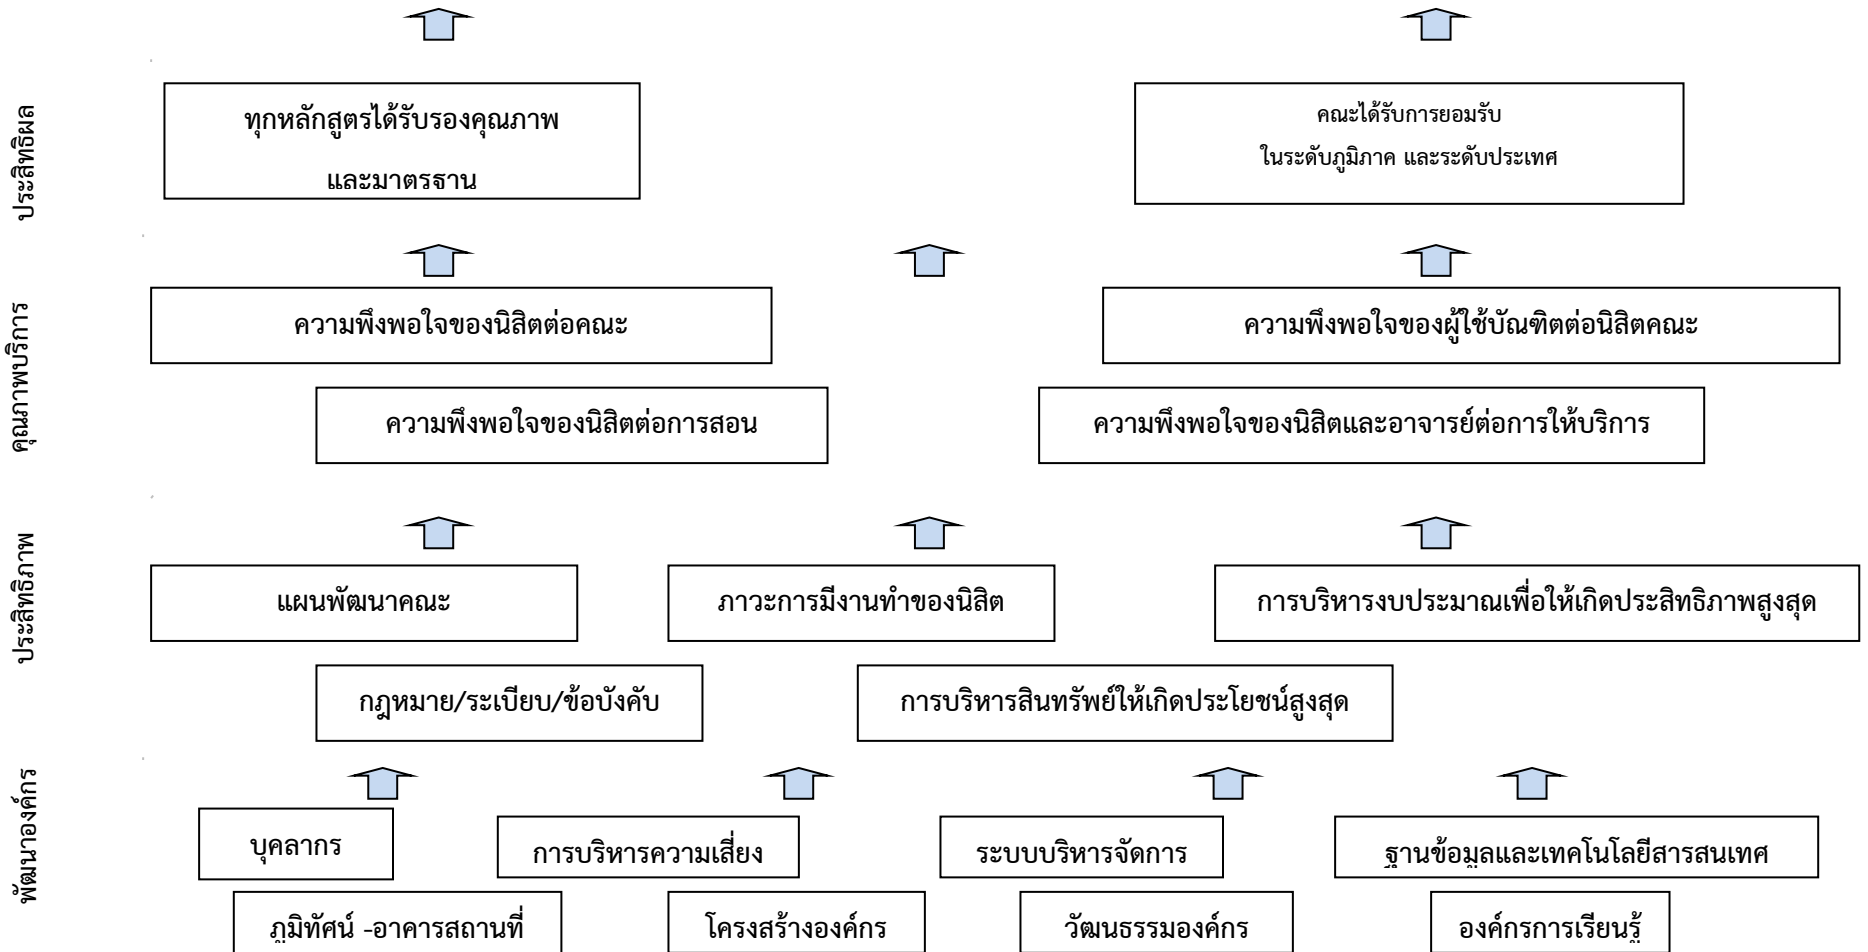 ประสิทธิผล
ทุกหลักสูตรได้รับรองคุณภาพ
และมาตรฐาน
คณะได้รับการยอมรับ
ในระดับภูมิภาค และระดับประเทศ
คุณภาพบริการ
ความพึงพอใจของนิสิตต่อคณะ
ความพึงพอใจของผู้ใช้บัณฑิตต่อนิสิตคณะ
ความพึงพอใจของนิสิตต่อการสอน
ความพึงพอใจของนิสิตและอาจารย์ต่อการให้บริการ
ประสิทธิภาพ
แผนพัฒนาคณะ
ภาวะการมีงานทำของนิสิต
การบริหารงบประมาณเพื่อให้เกิดประสิทธิภาพสูงสุด
กฎหมาย/ระเบียบ/ข้อบังคับ
การบริหารสินทรัพย์ให้เกิดประโยชน์สูงสุด
พัฒนาองค์กร
บุคลากร
การบริหารความเสี่ยง
ระบบบริหารจัดการ
ฐานข้อมูลและเทคโนโลยีสารสนเทศ
ภูมิทัศน์ -อาคารสถานที่
โครงสร้างองค์กร
วัฒนธรรมองค์กร
องค์กรการเรียนรู้